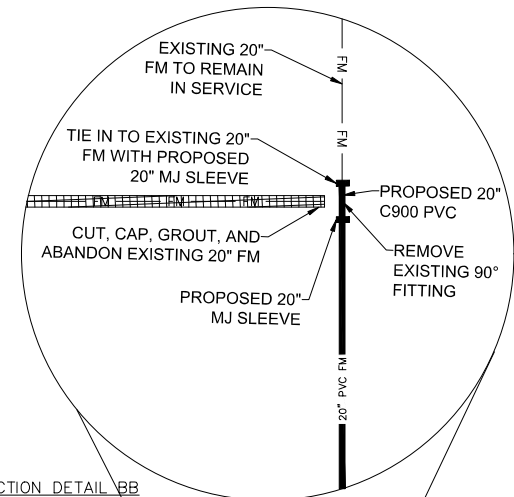 EXISTING 20"
FM TO REMAIN
IN SERVICE
FM
FM
TIE IN TO EXISTING 20"
FM WITH PROPOSED
20" MJ SLEEVE
PROPOSED 20"
C900 PVC
FM FM FM
CUT, CAP, GROUT, AND
ABANDON EXISTING 20" FM
REMOVE
EXISTING 90°
FITTING
PROPOSED 20"
MJ SLEEVE
20" PVC FM
CTION DETAIL BB